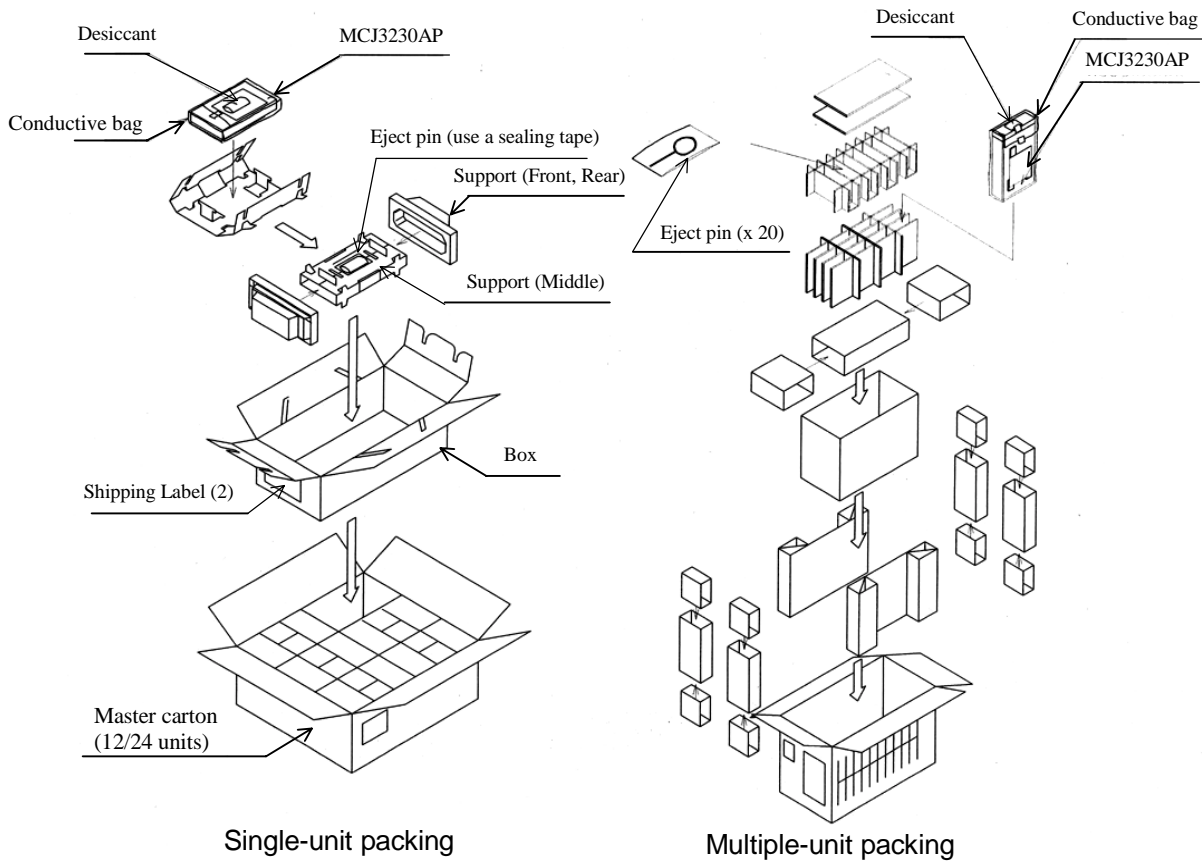 Desiccant
MCJ3230AP
Conductive bag
Eject pin (use a sealing tape)
Support (Front, Rear)
Support (Middle)
Box
Shipping Label (2)
Master carton
(12/24 units)
Single-unit packing
Desiccant
Conductive bag
MCJ3230AP
Eject pin (x 20)
Multiple-unit packing